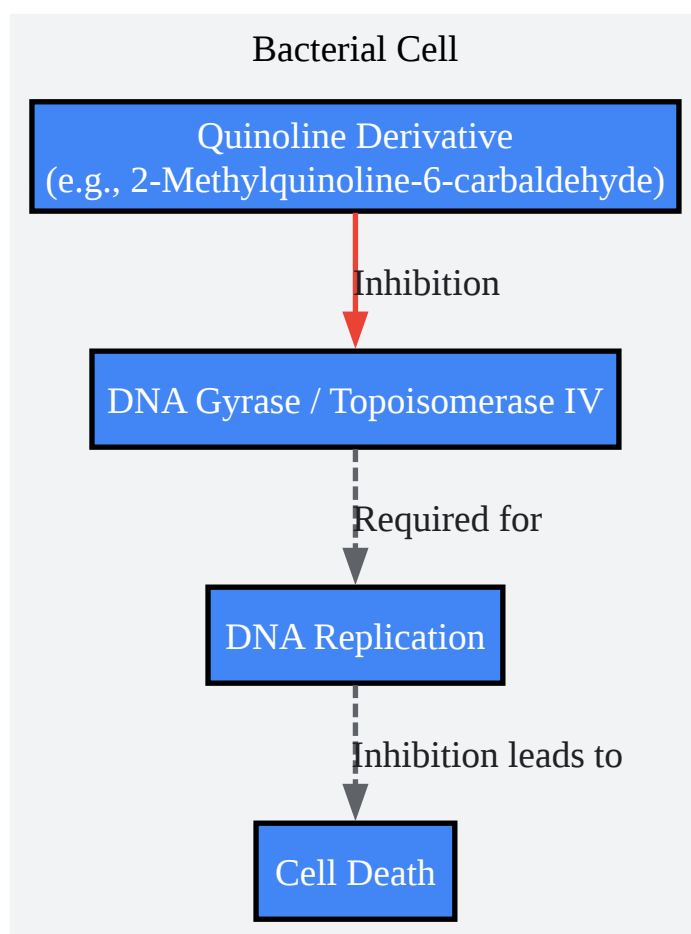 Bacterial Cell
Quinoline Derivative
(e.g., 2-Methylquinoline-6-carbaldehyde)
Inhibition
DNA Gyrase / Topoisomerase IV
Required for
DNA Replication
Inhibition leads to
Cell Death